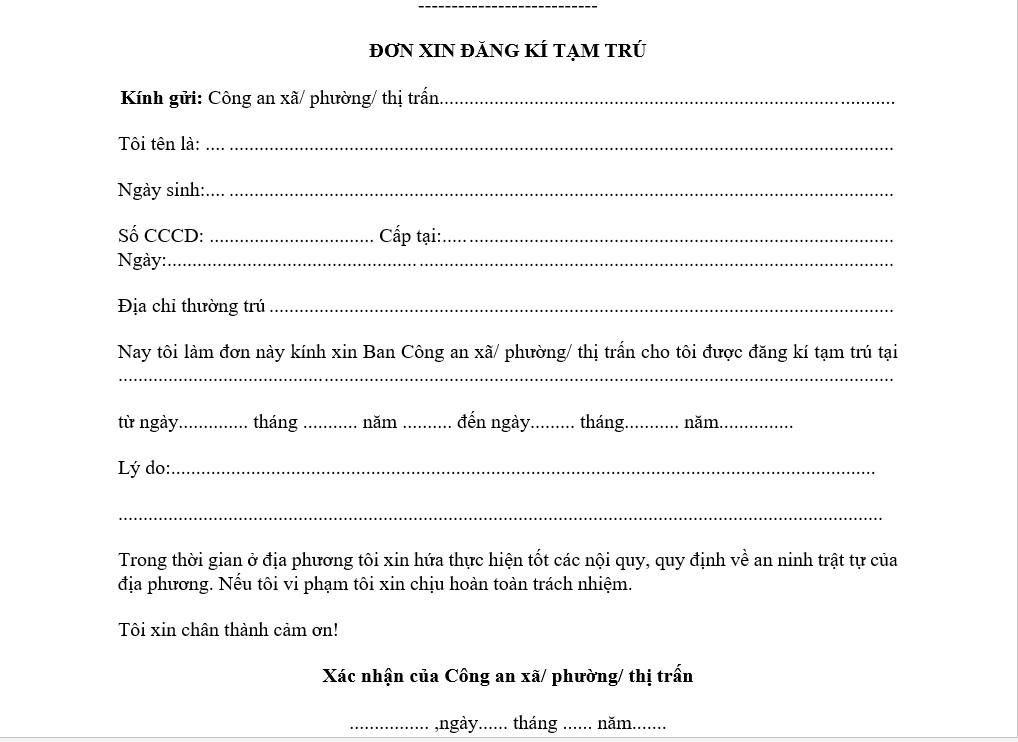 ---------------------------
ĐƠN XIN ĐĂNG KÍ TẠM TRÚ
Kính gửi: Công an xã/ phường/ thị trấn...........................................................................................
Tôi tên là: .... .....................................................................................................................................
Ngày sinh:.... .....................................................................................................................................
Số CCCD: ................................. Cấp tại:..........................................................................................
Ngày:.................................................................................................................................................
Địa chỉ thường trú .............................................................................................................................
Nay tôi làm đơn này kính xin Ban Công an xã/ phường/ thị trấn cho tôi được đăng kí tạm trú tại
...........................................................................................................................................................
từ ngày.............. tháng ........... năm .......... đến ngày......... tháng........... năm...............
Lý do:.............................................................................................................................................
.........................................................................................................................................................
Trong thời gian ở địa phương tôi xin hứa thực hiện tốt các nội quy, quy định về an ninh trật tự của
địa phương. Nếu tôi vi phạm tôi xin chịu hoàn toàn trách nhiệm.
Tôi xin chân thành cảm ơn!
Xác nhận của Công an xã/ phường/ thị trấn
................ ,ngày...... tháng ...... năm.......